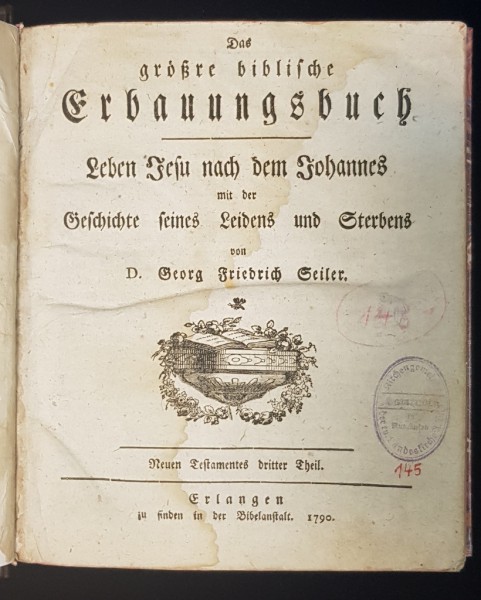 Das
größre biblische
Erbauungsbuch
Leben Jesu nach dem Johannes
mit der
Geschichte seines Leidens und Sterbens
von
D. Georg Friedrich Seiler.
Neuen Testamentes dritter Theil.
145
Erlangen
zu finden in der Bibelanstalt. 1790.